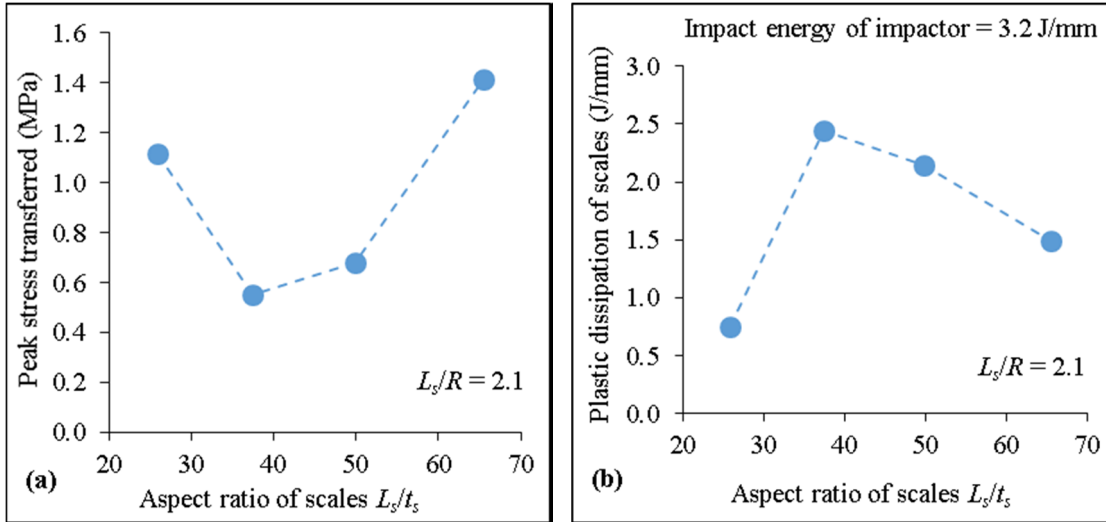 Peak stress transferred (MPa)
1.6
1.4
1.2
1.0
0.8
0.6
0.4
0.2
0.0
20 30 40 50 60 70
Lₛ/R = 2.1
(a)
Aspect ratio of scales Lₛ/tₛ
Impact energy of impactor = 3.2 J/mm
Plastic dissipation of scales (J/mm)
3.0
2.5
2.0
1.5
1.0
0.5
0.0
20 30 40 50 60 70
Lₛ/R = 2.1
(b)
Aspect ratio of scales Lₛ/tₛ